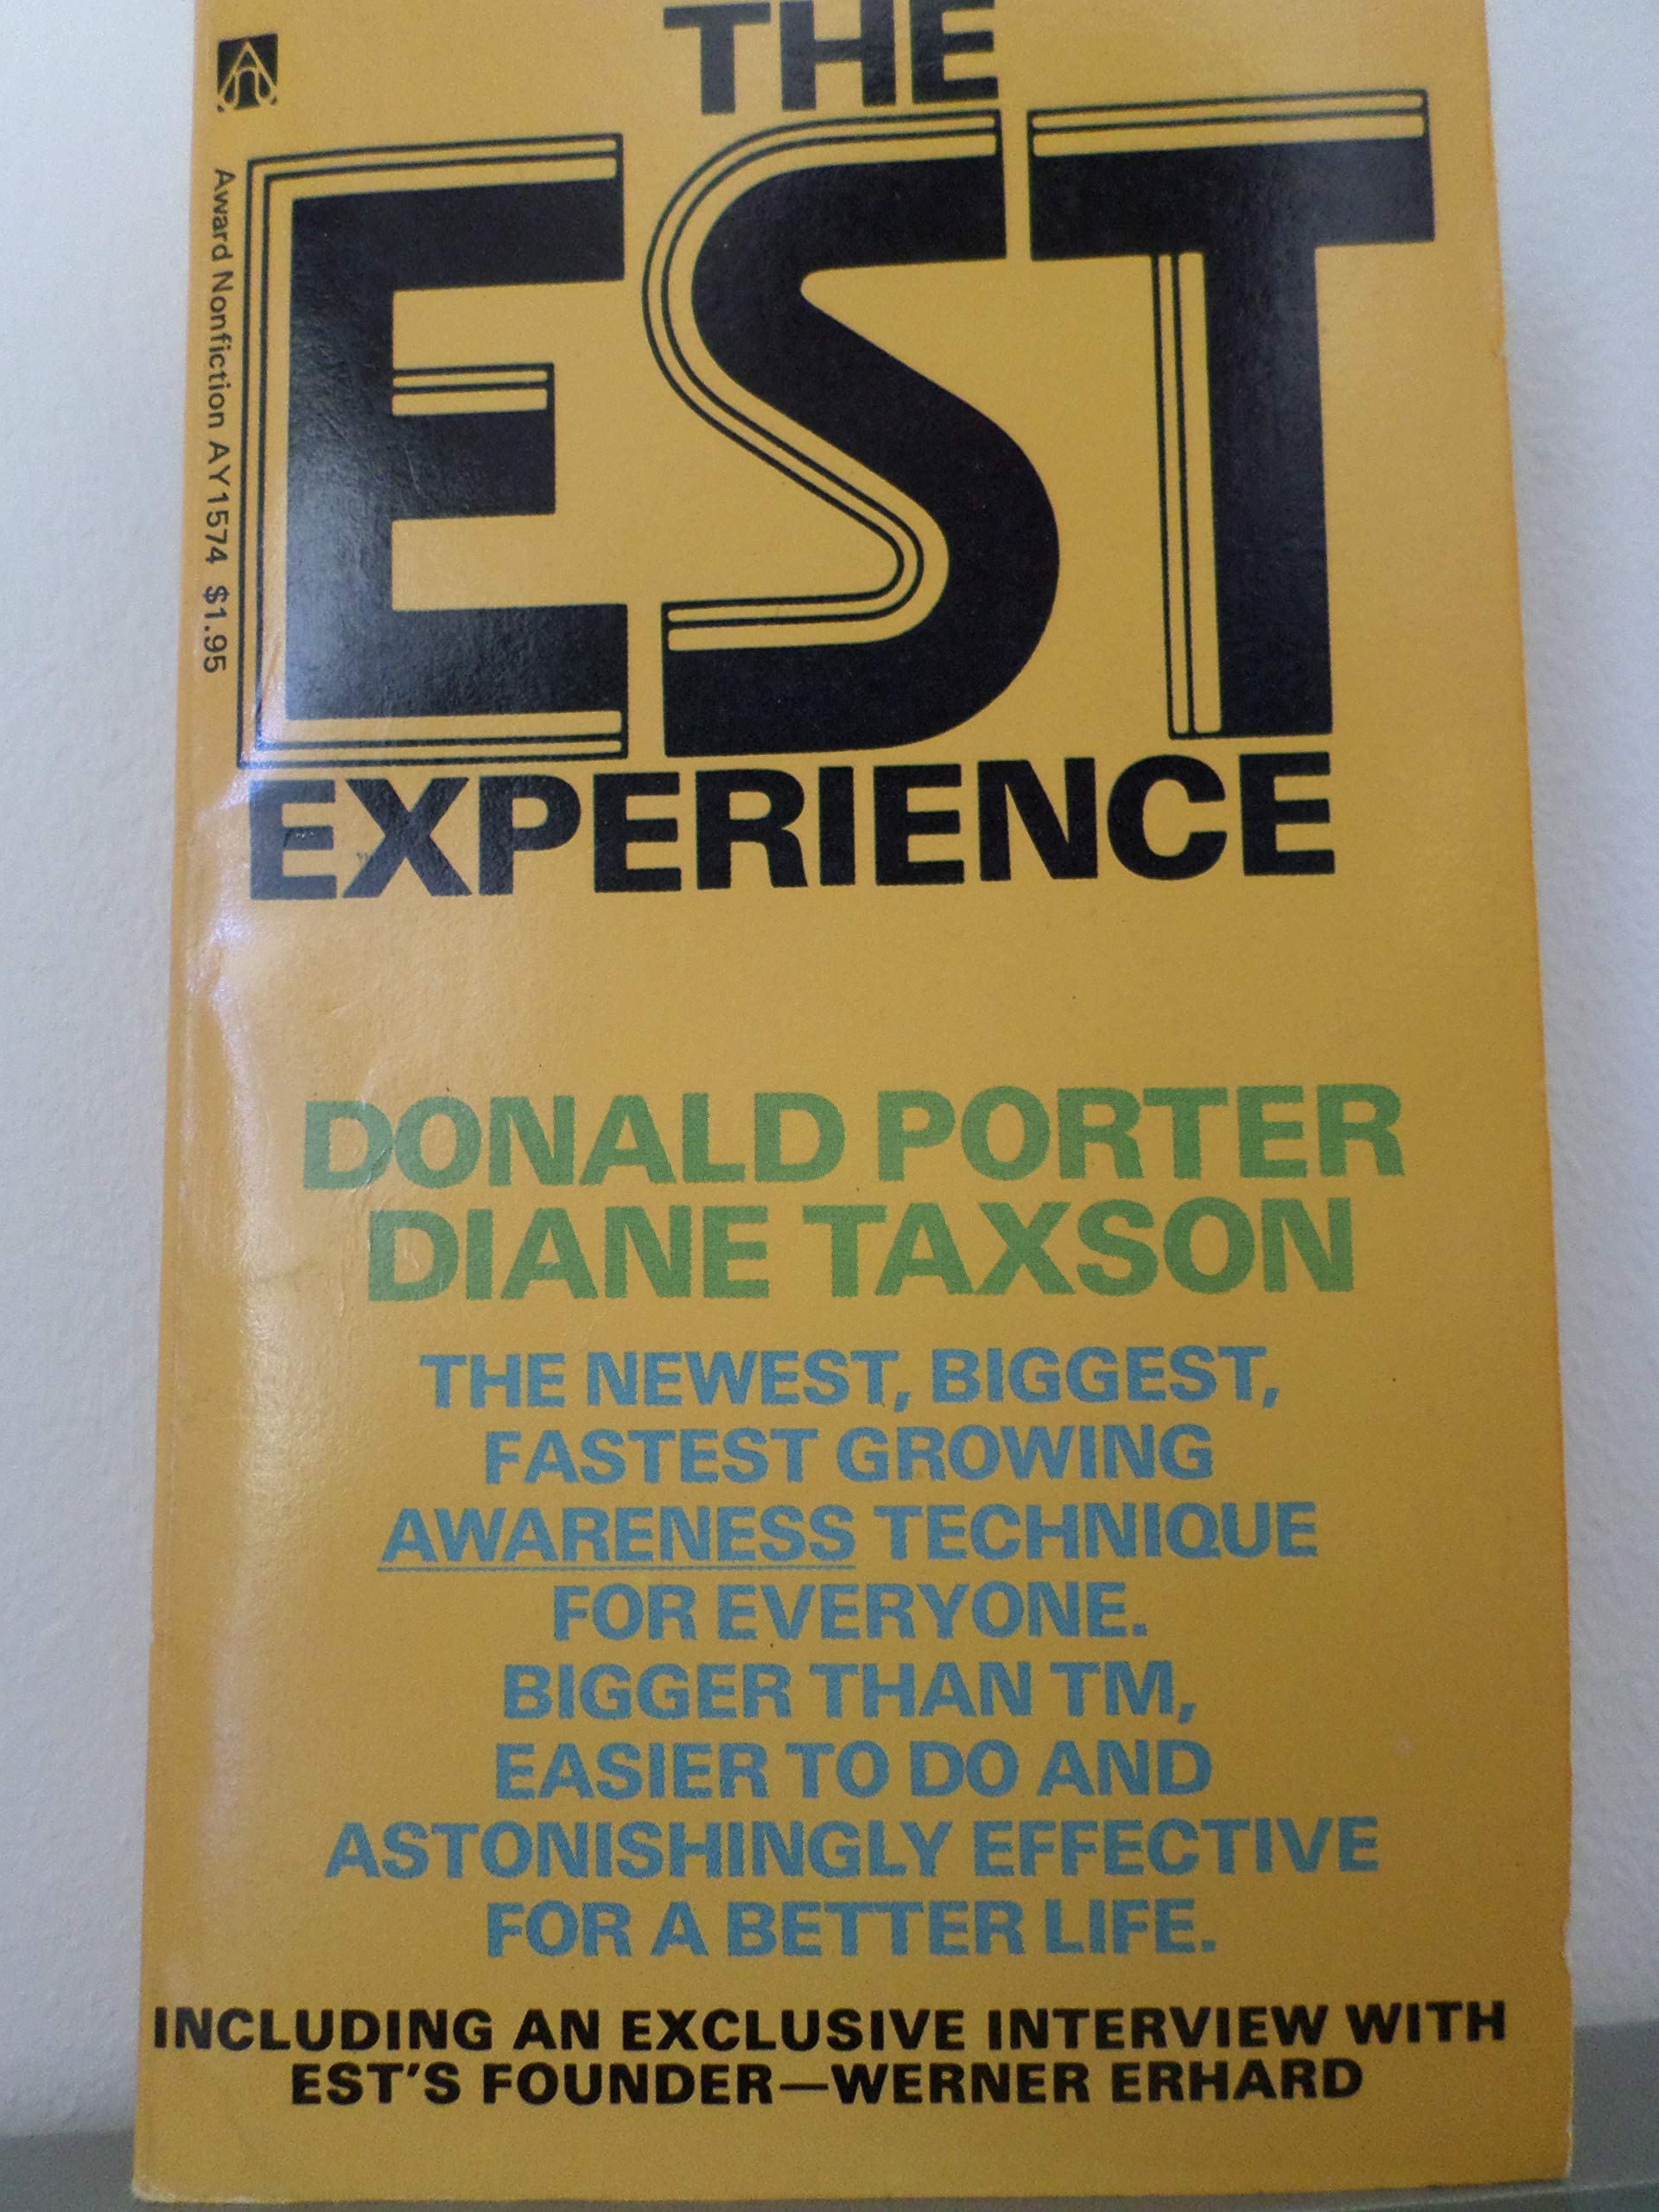 THE
EST
EXPERIENCE
Award Nonfiction AY1574 $1.95
DONALD PORTER
DIANE TAXSON
THE NEWEST, BIGGEST,
FASTEST GROWING
AWARENESS TECHNIQUE
FOR EVERYONE.
BIGGER THAN TM,
EASIER TO DO AND
ASTONISHINGLY EFFECTIVE
FOR A BETTER LIFE.
INCLUDING AN EXCLUSIVE INTERVIEW WITH
EST'S FOUNDER—WERNER ERHARD